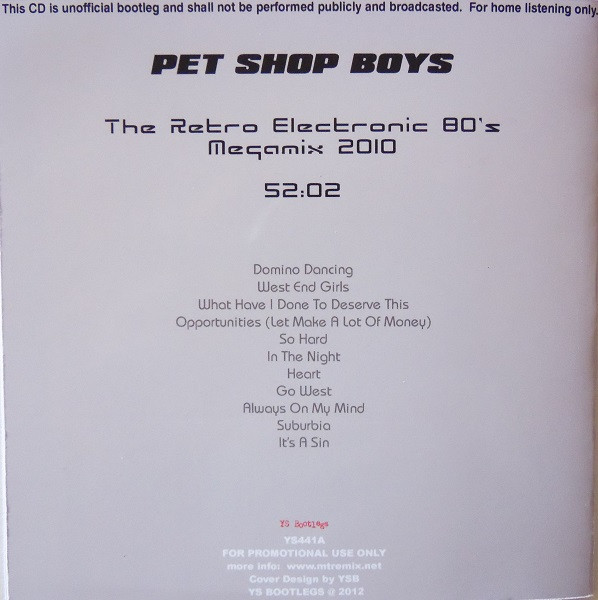 This CD is unofficial bootleg and shall not be performed publicly and broadcasted. For home listening only.
PET SHOP BOYS
The Retro Electronic 80's
Megamix 2010
52:02
Domino Dancing
West End Girls
What Have I Done To Deserve This
Opportunities (Let Make A Lot Of Money)
So Hard
In The Night
Heart
Go West
Always On My Mind
Suburbia
It's A Sin
YS Bootlegs
YS441A
FOR PROMOTIONAL USE ONLY
more info: www.mtremix.net
Cover Design by YSB
YS BOOTLEGS @ 2012